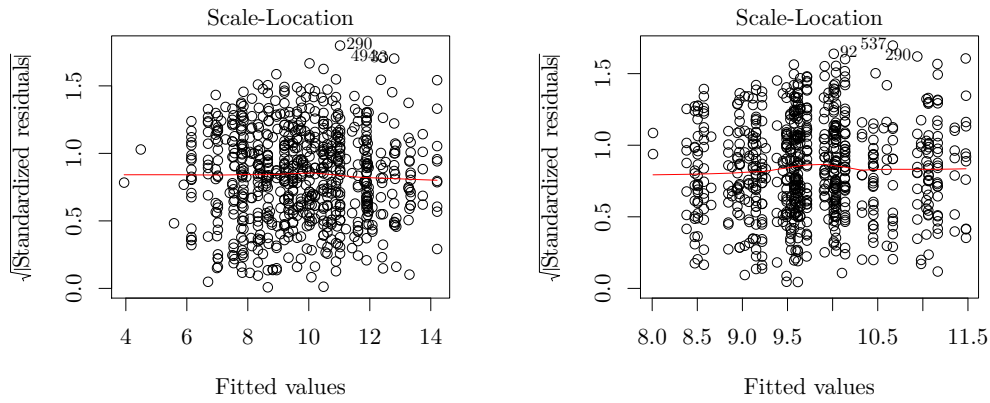 Scale-Location
290
494
√|Standardized residuals|
0.0 0.5 1.0 1.5
4 6 8 10 12 14
Fitted values
Scale-Location
537
92 290
√|Standardized residuals|
0.0 0.5 1.0 1.5
8.0 8.5 9.0 9.5 10.5 11.5
Fitted values